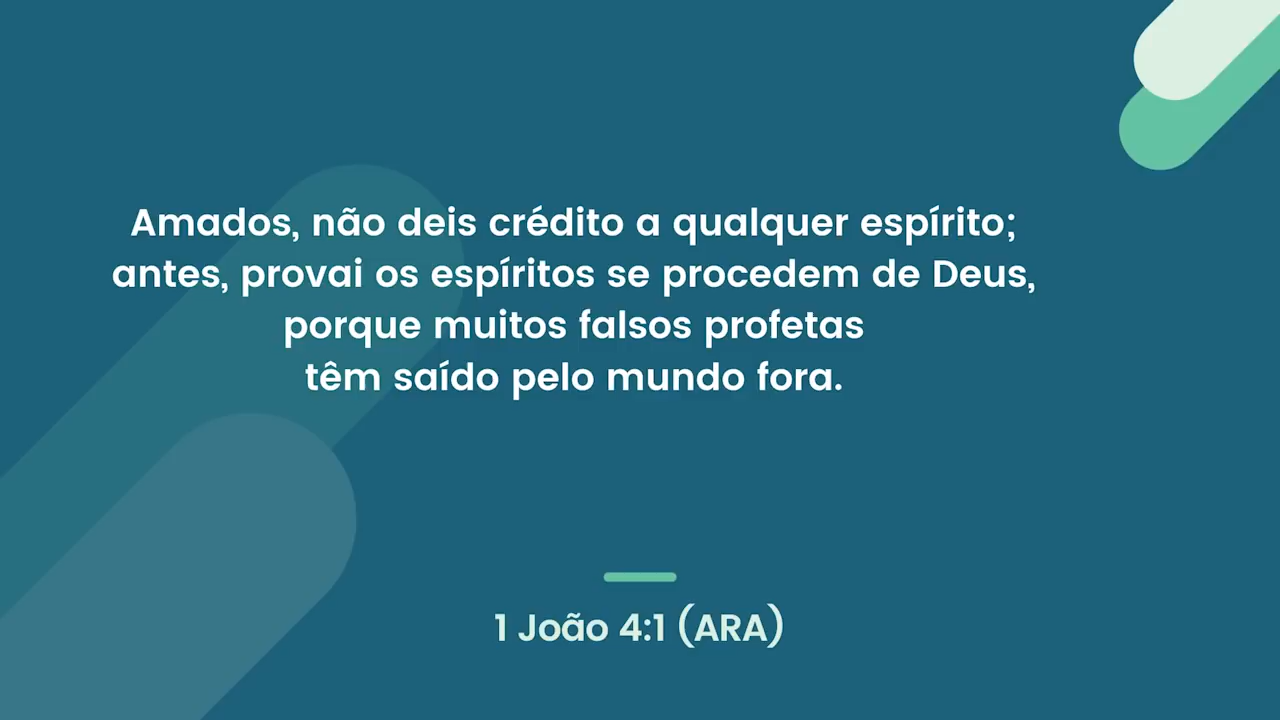 Amados, não deis crédito a qualquer espírito;
antes, provai os espíritos se procedem de Deus,
porque muitos falsos profetas
têm saído pelo mundo fora.
1 João 4:1 (ARA)